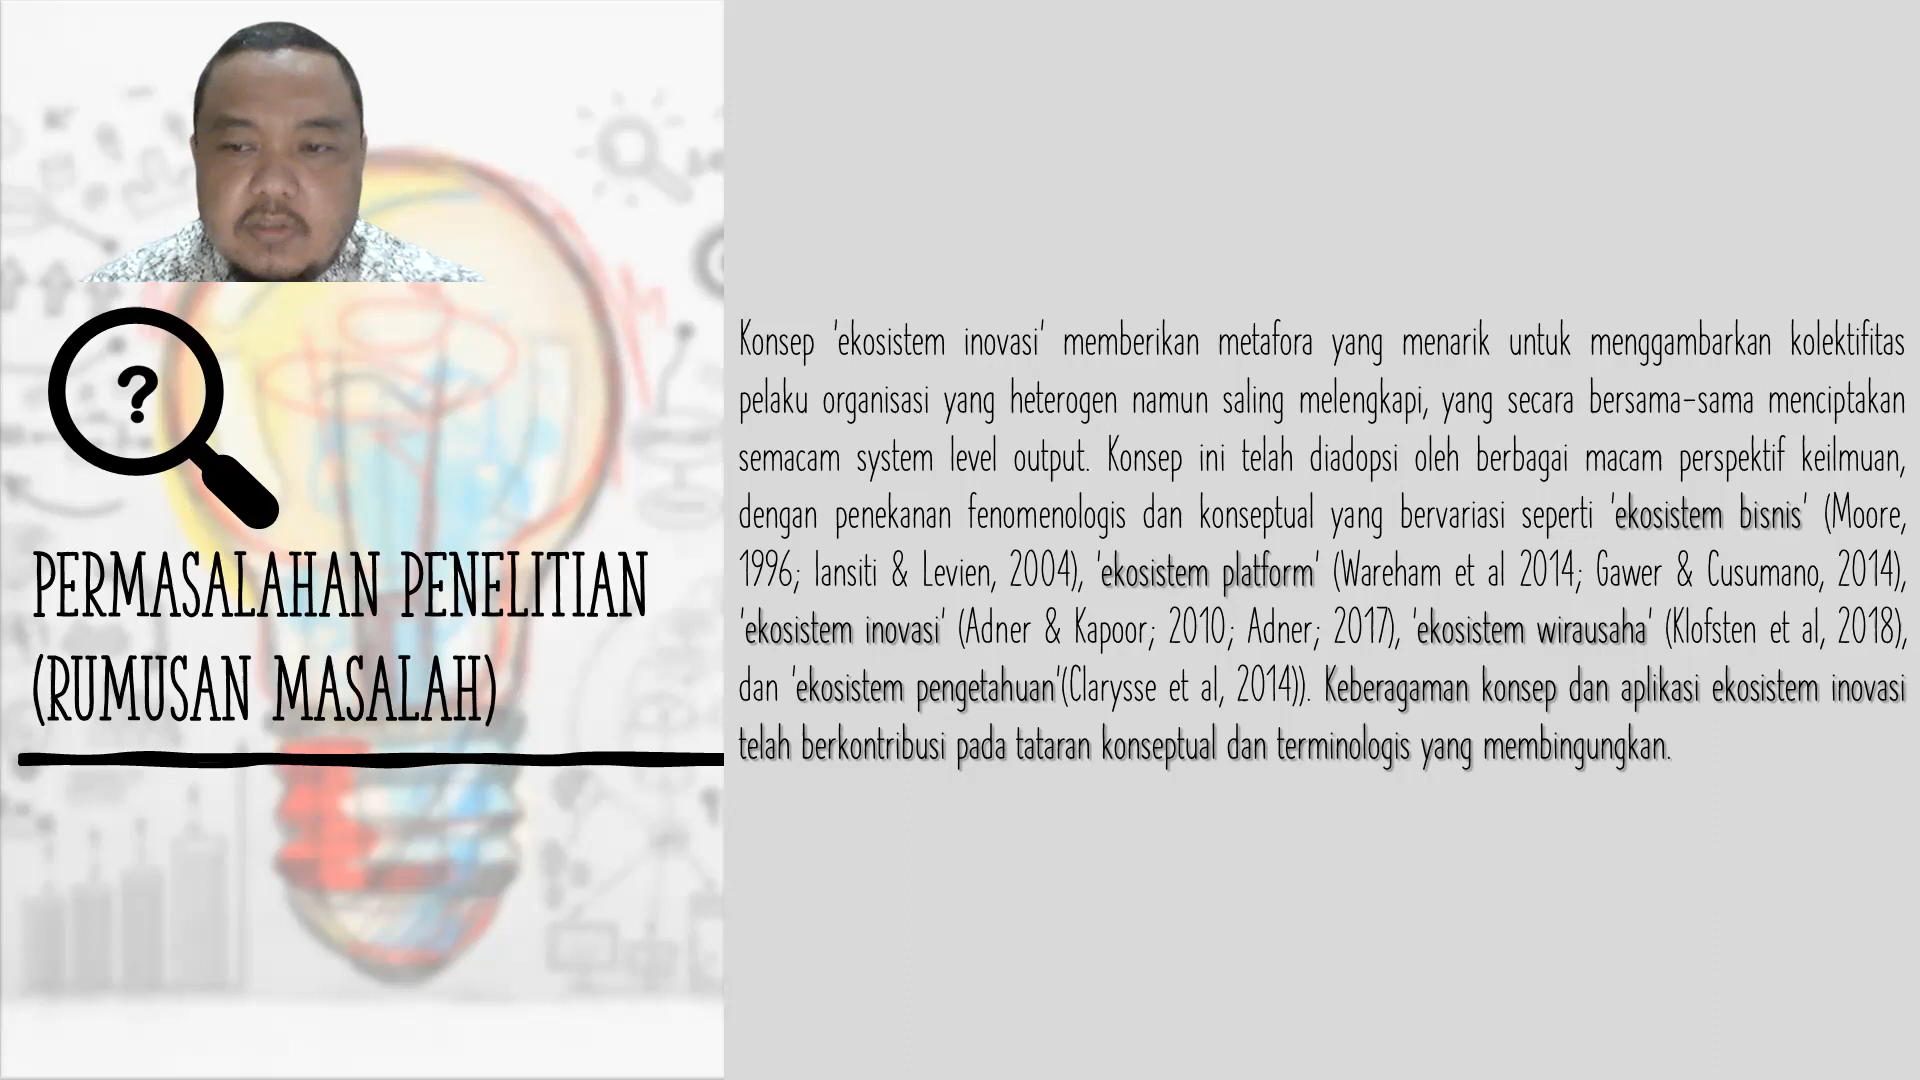 ?
PERMASALAHAN PENELITIAN
(RUMUSAN MASALAH)
Konsep 'ekosistem inovasi' memberikan metafora yang menarik untuk menggambarkan kolektifitas
pelaku organisasi yang heterogen namun saling melengkapi, yang secara bersama-sama menciptakan
semacam system level output. Konsep ini telah diadopsi oleh berbagai macam perspektif keilmuan,
dengan penekanan fenomenologis dan konseptual yang bervariasi seperti 'ekosistem bisnis' (Moore,
1996; Iansiti & Levien, 2004), 'ekosistem platform' (Wareham et al 2014; Gawer & Cusumano, 2014),
'ekosistem inovasi' (Adner & Kapoor; 2010; Adner; 2017), 'ekosistem wirausaha' (Klofsten et al, 2018),
dan 'ekosistem pengetahuan'(Clarysse et al, 2014)). Keberagaman konsep dan aplikasi ekosistem inovasi
telah berkontribusi pada tataran konseptual dan terminologis yang membingungkan.